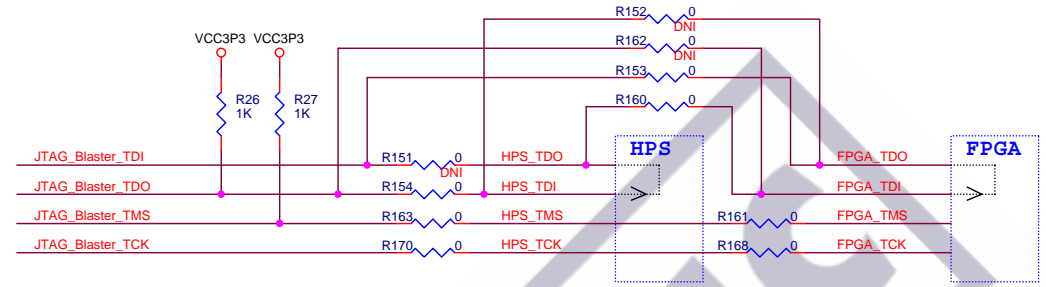 R152 0
DNI
VCC3P3 VCC3P3
R162 0
DNI
R153 0
R26
1K
R27
1K
R160 0
HPS FPGA
JTAG_Blaster_TDI R151 0 HPS_TDO FPGA_TDO
DNI
JTAG_Blaster_TDO R154 0 HPS_TDI FPGA_TDI
JTAG_Blaster_TMS R163 0 HPS_TMS R161 0 FPGA_TMS
JTAG_Blaster_TCK R170 0 HPS_TCK R168 0 FPGA_TCK